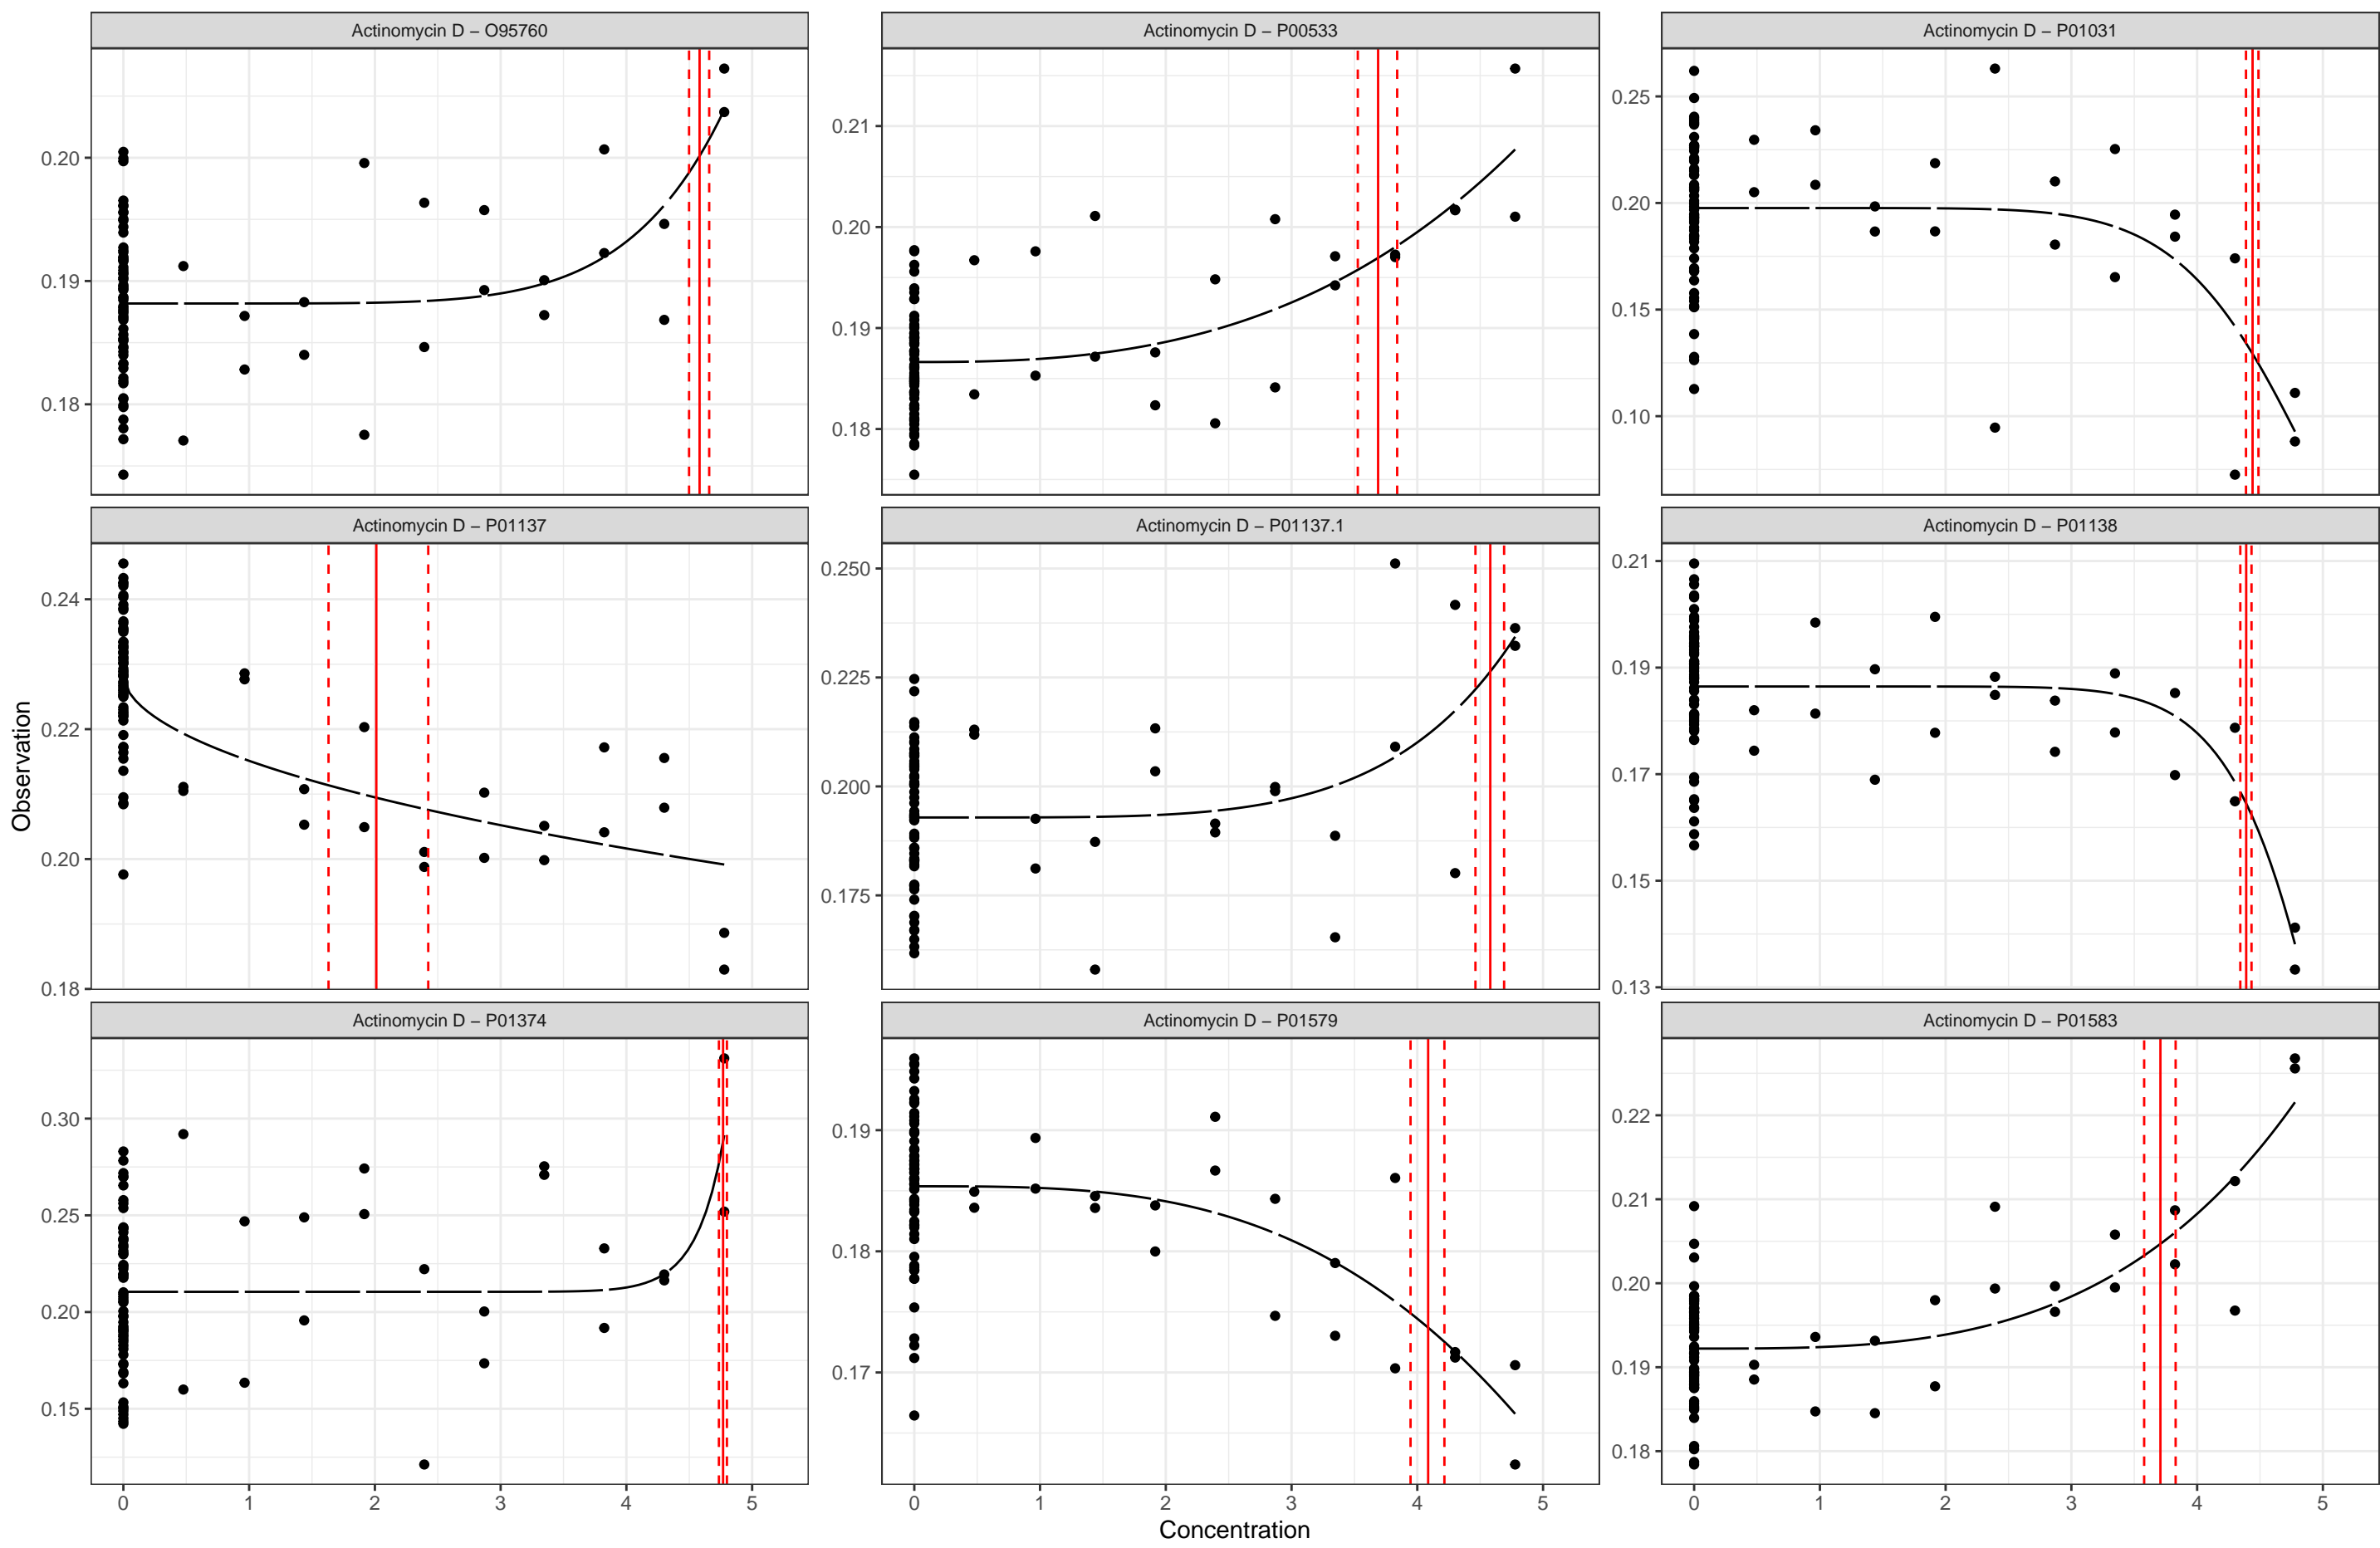 Actinomycin D – O95760
Actinomycin D – P00533
Actinomycin D – P01031
0.20
0.19
0.18
0.21
0.20
0.19
0.18
0.25
0.20
0.15
0.10
Actinomycin D – P01137
Actinomycin D – P01137.1
Actinomycin D – P01138
0.24
0.22
0.20
0.18
0.250
0.225
0.200
0.175
0.21
0.19
0.17
0.15
0.13
Observation
Actinomycin D – P01374
Actinomycin D – P01579
Actinomycin D – P01583
0.30
0.25
0.20
0.15
0.19
0.18
0.17
0.22
0.21
0.20
0.19
0.18
0 1 2 3 4 5
0 1 2 3 4 5
0 1 2 3 4 5
Concentration